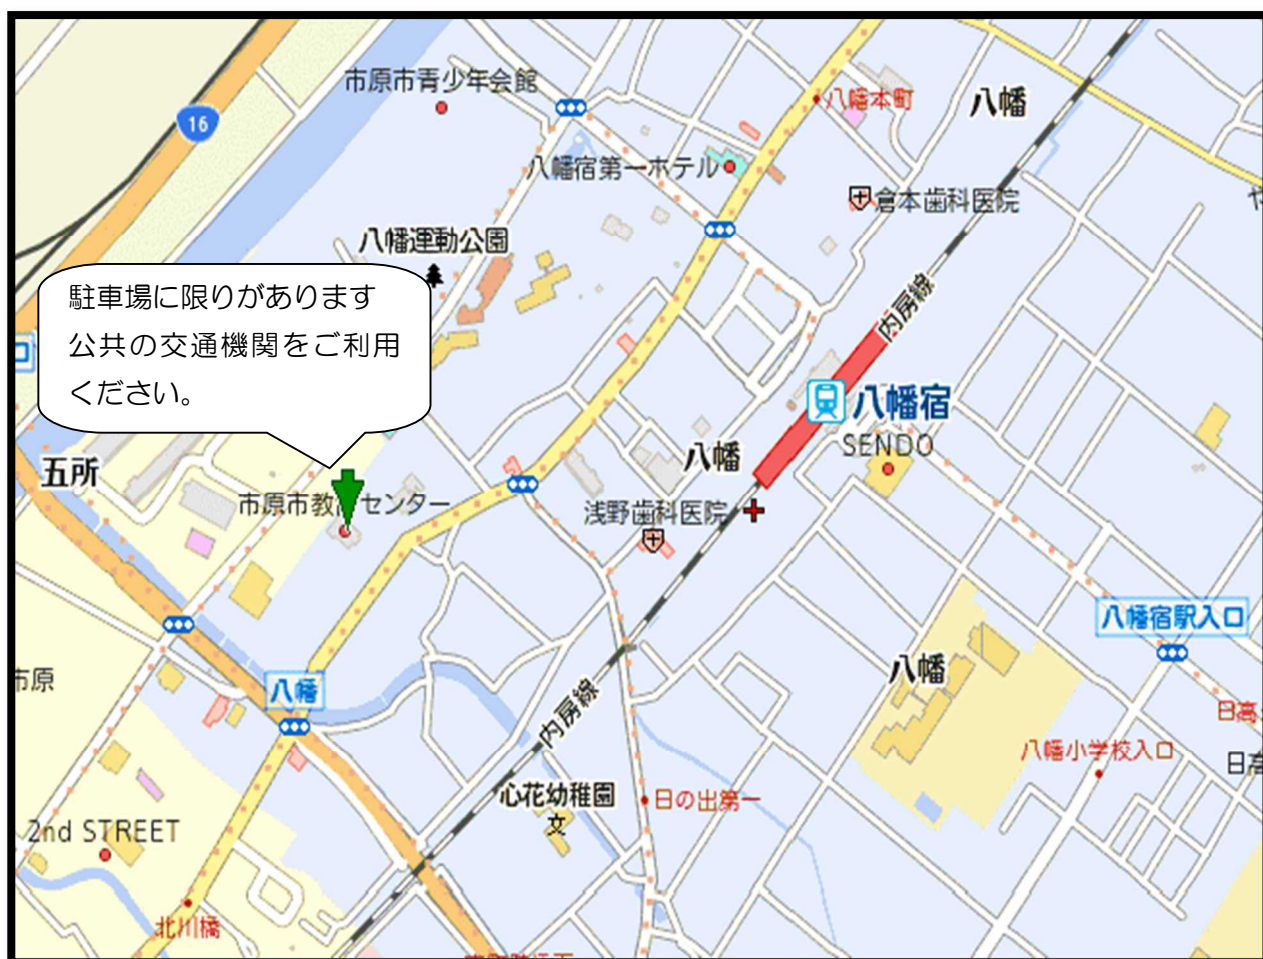 市原市青少年会館
八幡本町
八幡
16
八幡宿第一ホテル
倉本歯科医院
八幡運動公園
駐車場に限りがあります
公共の交通機関をご利用
ください。
内房線
八幡宿
SENDO
八幡
五所
市原市教
センター
浅野歯科医院
八幡宿駅入口
八幡
市原
八幡
内房線
日高
八幡小学校入口
日高
心花幼稚園
文
日の出第一
2nd STREET
北川橋